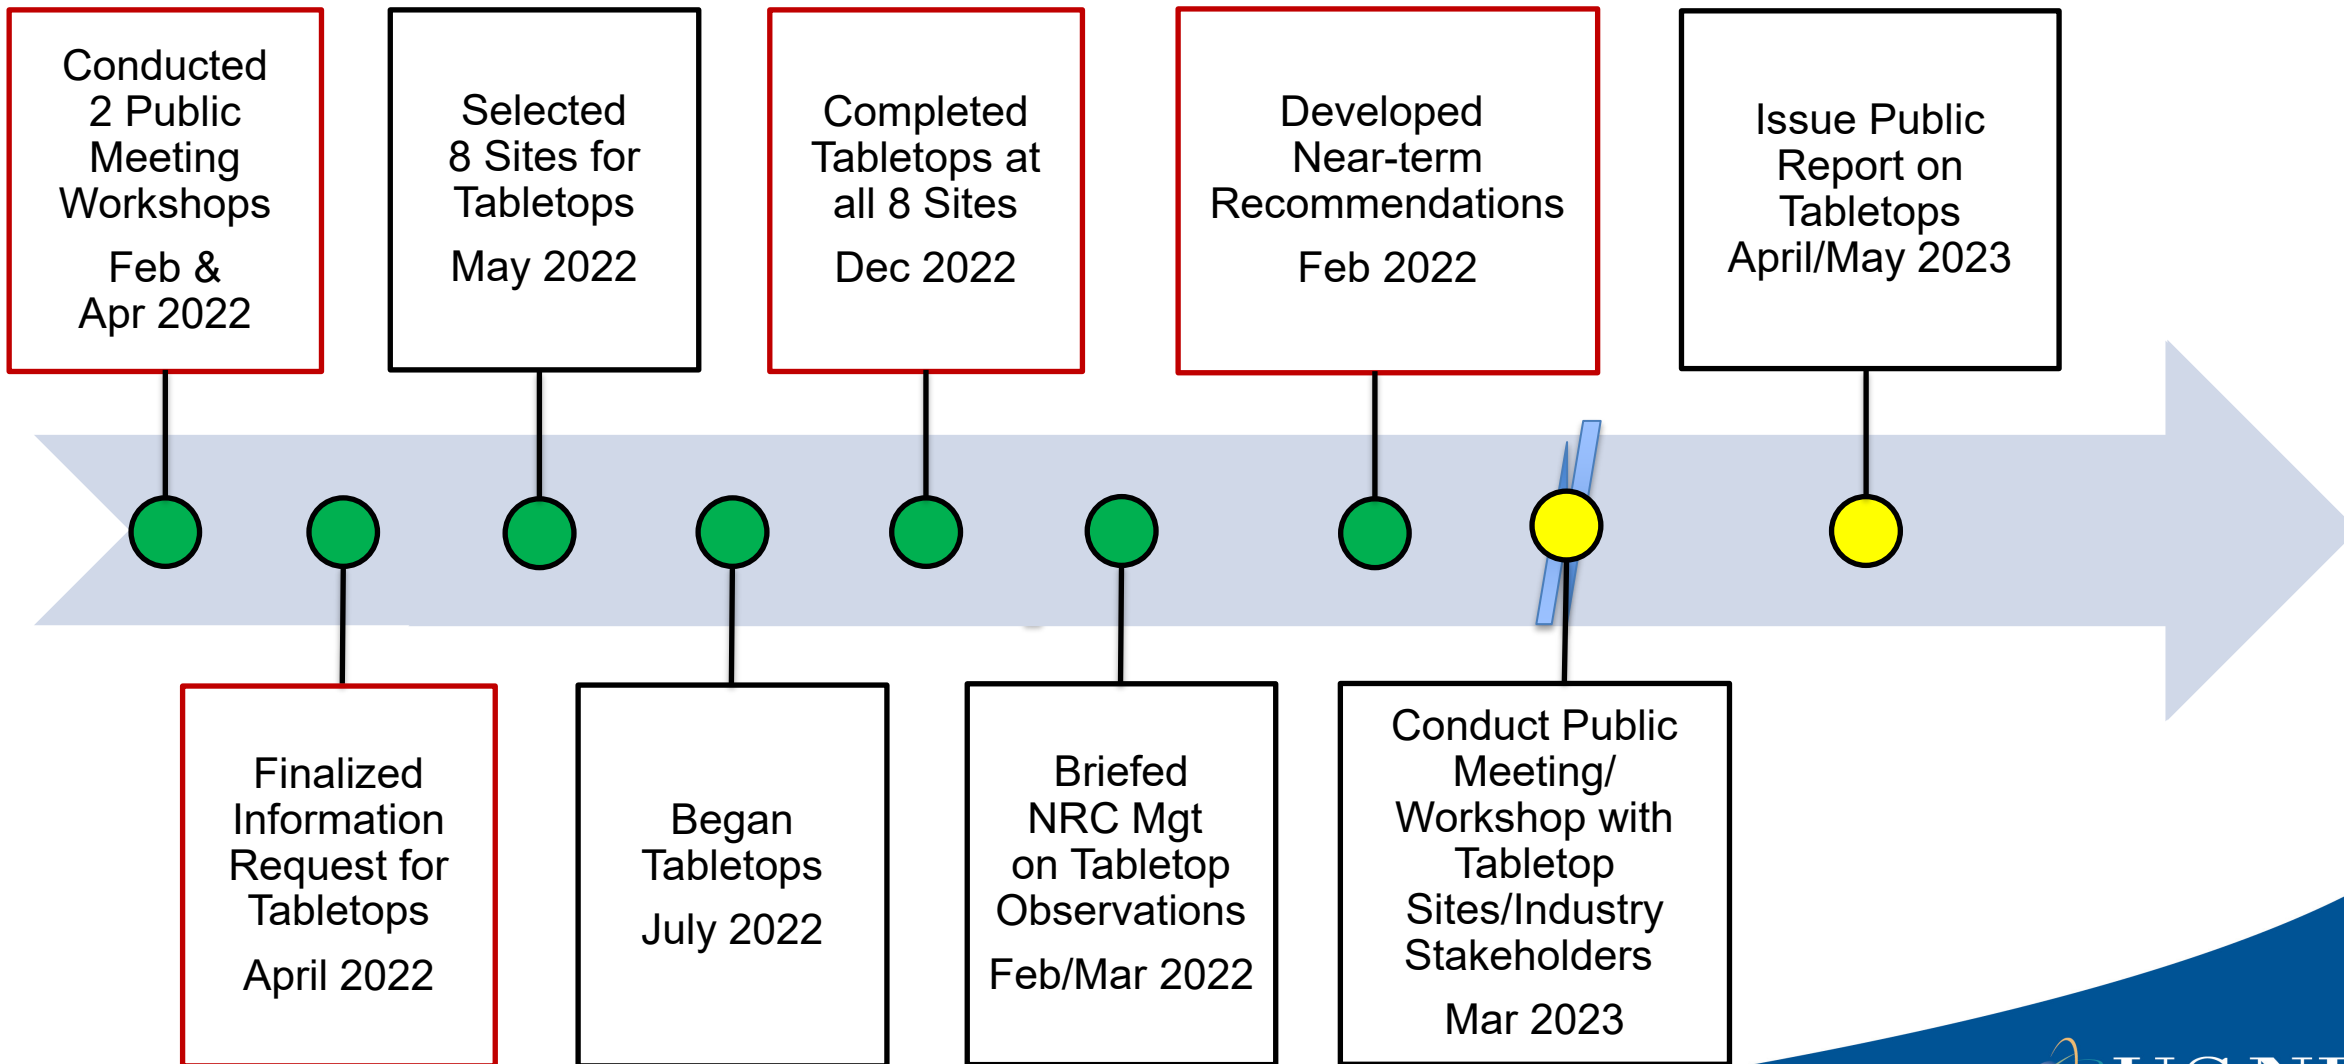 Conducted
2 Public
Meeting
Workshops
Feb &
Apr 2022
Selected
8 Sites for
Tabletops
May 2022
Completed
Tabletops at
all 8 Sites
Dec 2022
Developed
Near-term
Recommendations
Feb 2022
Issue Public
Report on
Tabletops
April/May 2023
Finalized
Information
Request for
Tabletops
April 2022
Began
Tabletops
July 2022
Briefed
NRC Mgt
on Tabletop
Observations
Feb/Mar 2022
Conduct Public
Meeting/
Workshop with
Tabletop
Sites/Industry
Stakeholders
Mar 2023